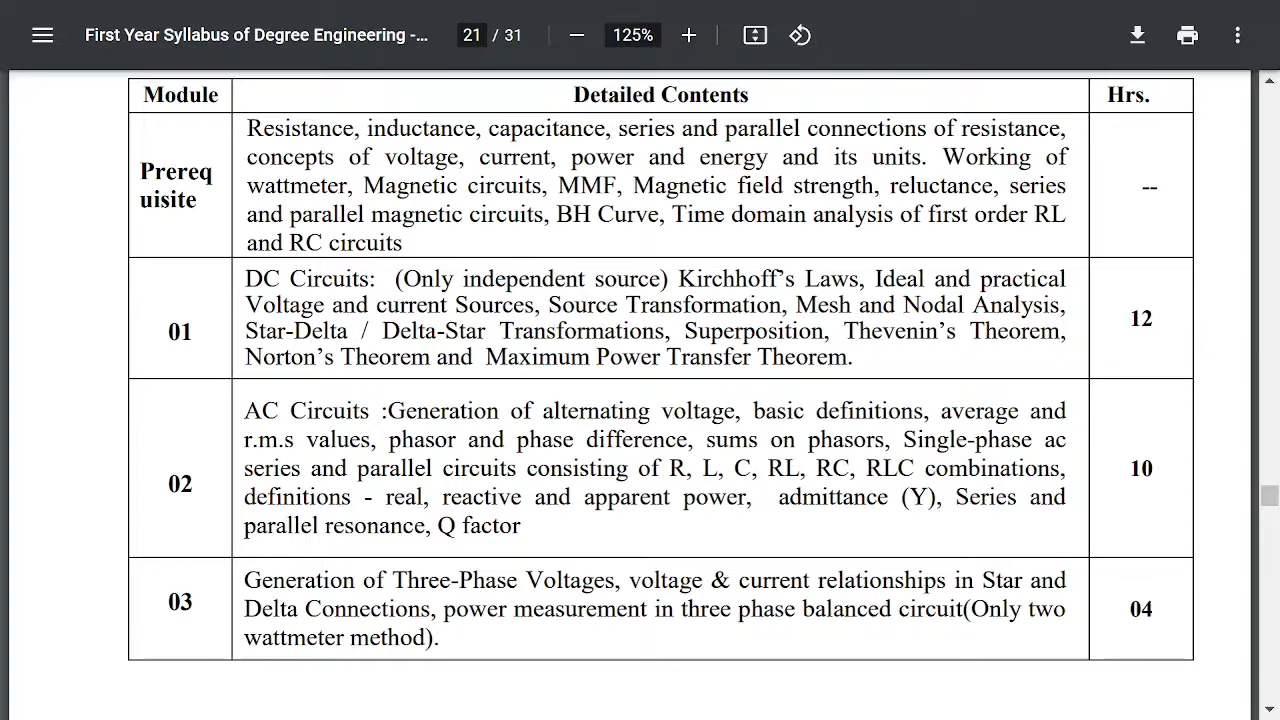 First Year Syllabus of Degree Engineering -...
21 / 31
125%
Module Detailed Contents Hrs.
Prereq
uisite
Resistance, inductance, capacitance, series and parallel connections of resistance,
concepts of voltage, current, power and energy and its units. Working of
wattmeter, Magnetic circuits, MMF, Magnetic field strength, reluctance, series
and parallel magnetic circuits, BH Curve, Time domain analysis of first order RL
and RC circuits
--
01
DC Circuits: (Only independent source) Kirchhoff's Laws, Ideal and practical
Voltage and current Sources, Source Transformation, Mesh and Nodal Analysis,
Star-Delta / Delta-Star Transformations, Superposition, Thevenin's Theorem,
Norton's Theorem and Maximum Power Transfer Theorem.
12
02
AC Circuits :Generation of alternating voltage, basic definitions, average and
r.m.s values, phasor and phase difference, sums on phasors, Single-phase ac
series and parallel circuits consisting of R, L, C, RL, RC, RLC combinations,
definitions - real, reactive and apparent power, admittance (Y), Series and
parallel resonance, Q factor
10
03
Generation of Three-Phase Voltages, voltage & current relationships in Star and
Delta Connections, power measurement in three phase balanced circuit(Only two
wattmeter method).
04